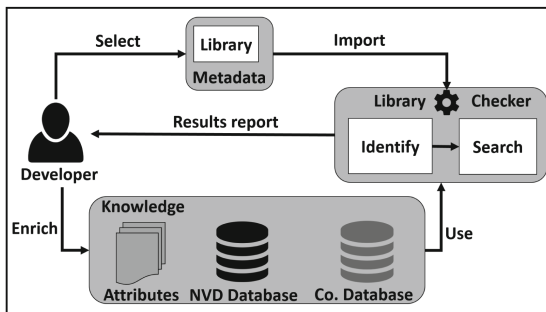 Select
Library
Metadata
Import
Library Checker
Identify
Search
Results report
Developer
Enrich
Knowledge
Attributes
NVD Database
Co. Database
Use